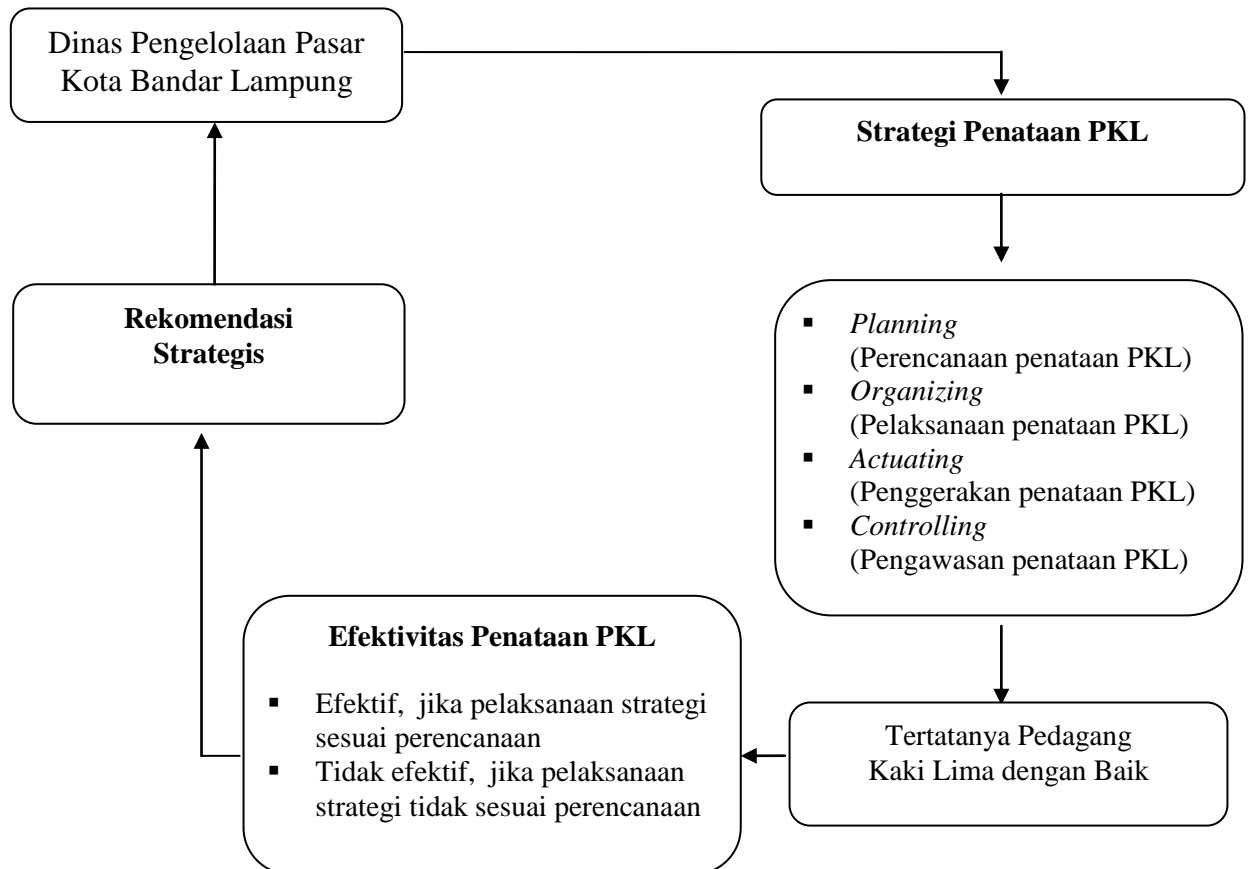 Dinas Pengelolaan Pasar
Kota Bandar Lampung
Strategi Penataan PKL
▪ Planning
(Perencanaan penataan PKL)
▪ Organizing
(Pelaksanaan penataan PKL)
▪ Actuating
(Penggerakan penataan PKL)
▪ Controlling
(Pengawasan penataan PKL)
Tertatanya Pedagang
Kaki Lima dengan Baik
Efektivitas Penataan PKL
▪ Efektif, jika pelaksanaan strategi
sesuai perencanaan
▪ Tidak efektif, jika pelaksanaan
strategi tidak sesuai perencanaan
Rekomendasi
Strategis